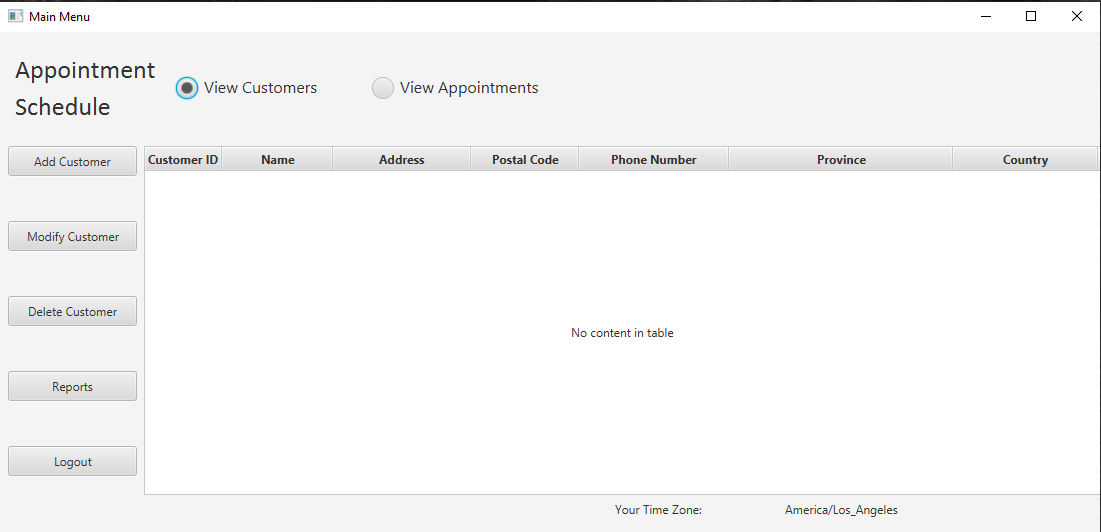 Main Menu
Appointment
Schedule
View Customers
View Appointments
Add Customer
Modify Customer
Delete Customer
Reports
Logout
Customer ID Name Address Postal Code Phone Number Province Country
No content in table
Your Time Zone: America/Los_Angeles